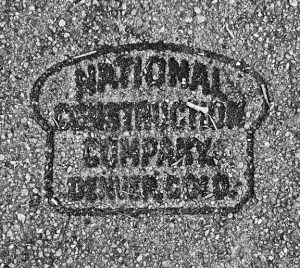 NATIONAL
CONSTRUCTION
COMPANY
DENVER, COLO.